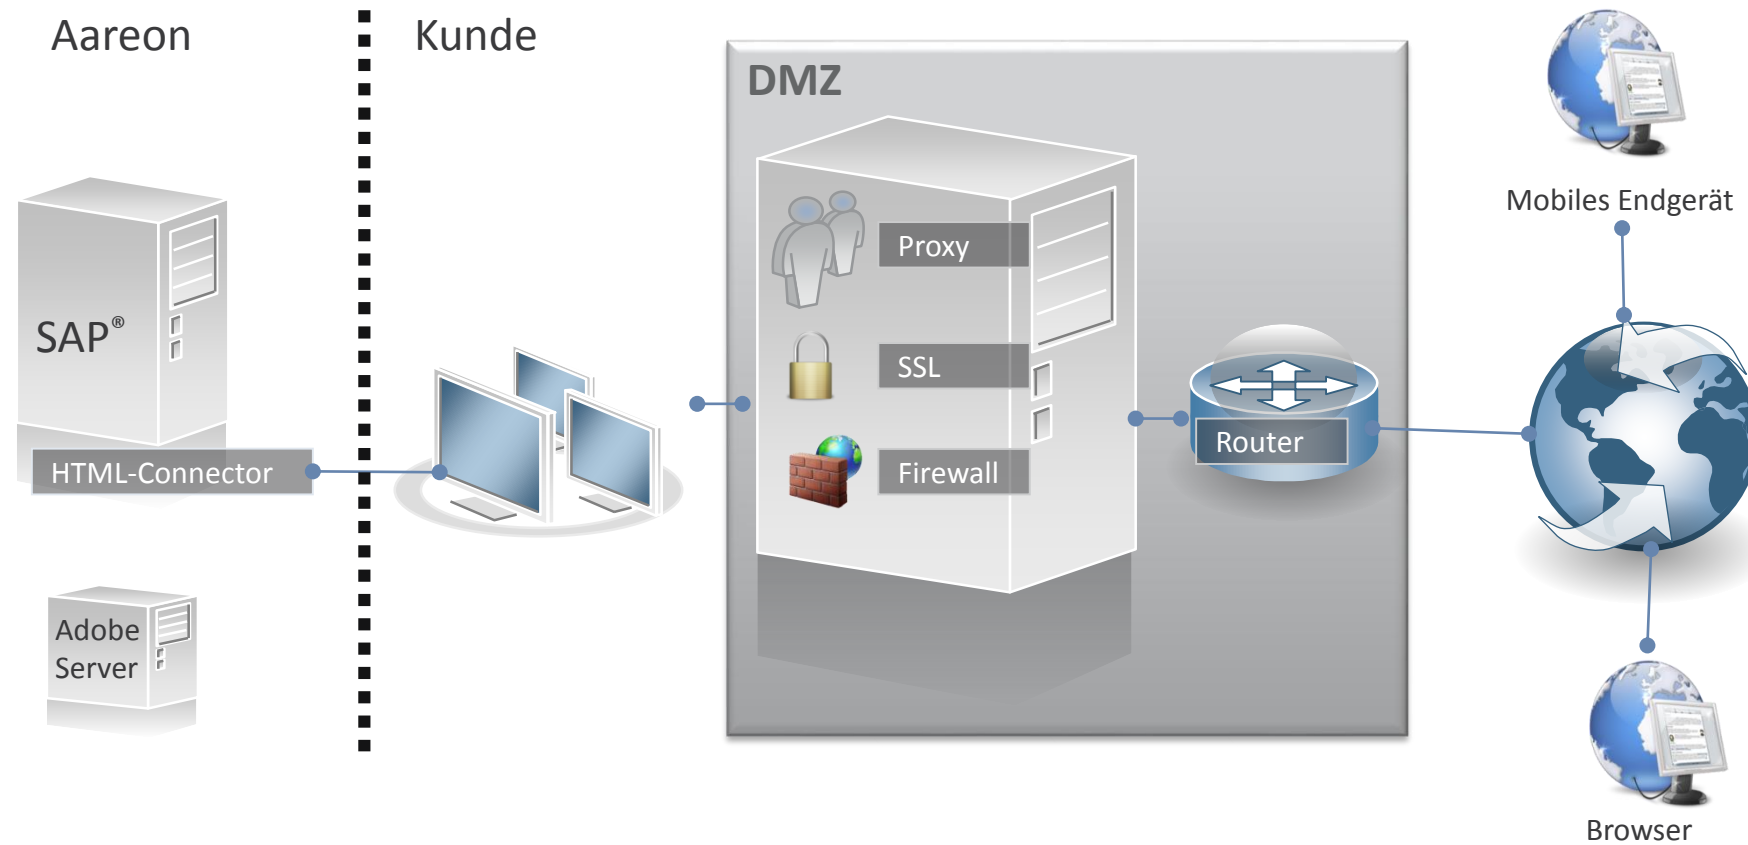 Aareon
Kunde
DMZ
Mobiles Endgerät
Proxy
SAP®
SSL
Router
HTML-Connector
Firewall
Adobe
Server
Browser